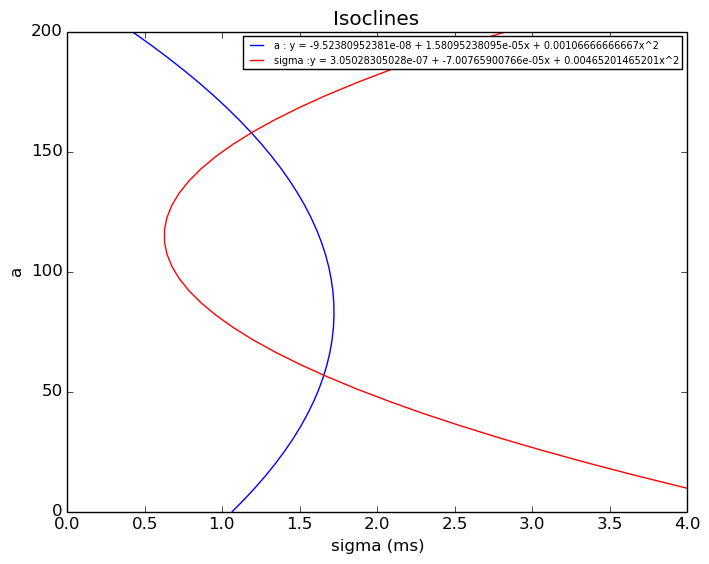 Isoclines
a : y = -9.52380952381e-08 + 1.58095238095e-05x + 0.00106666666667x^2
sigma :y = 3.05028305028e-07 + -7.00765900766e-05x + 0.00465201465201x^2
200
150
100
50
0
a
0.0 0.5 1.0 1.5 2.0 2.5 3.0 3.5 4.0
sigma (ms)